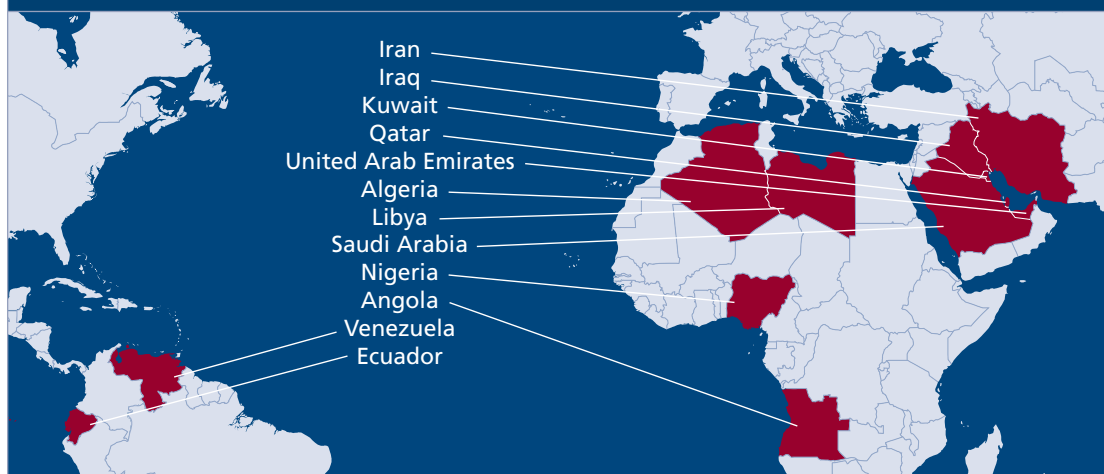 Iran
Iraq
Kuwait
Qatar
United Arab Emirates
Algeria
Libya
Saudi Arabia
Nigeria
Angola
Venezuela
Ecuador